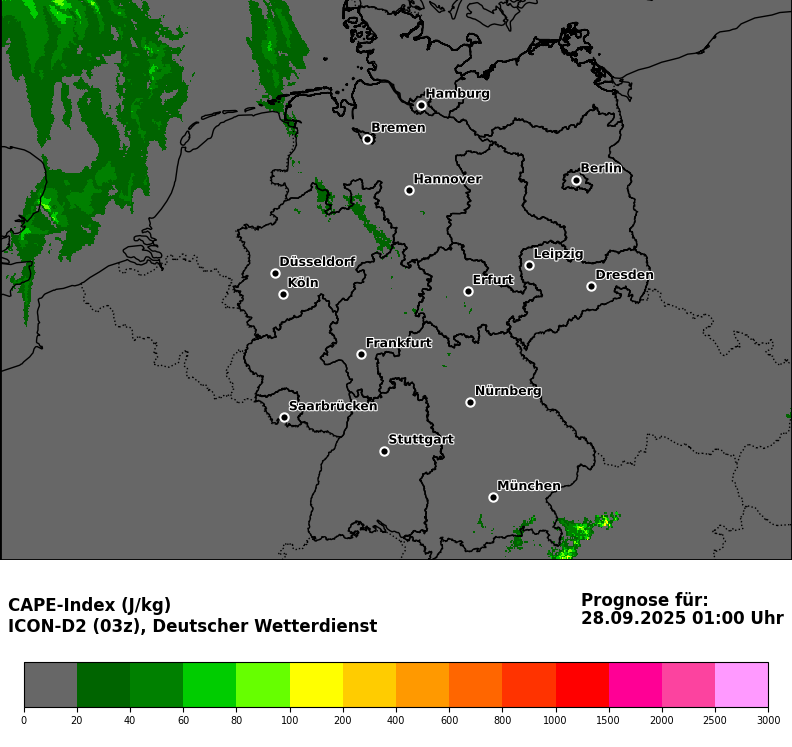 Hamburg
Bremen
Berlin
Hannover
Leipzig
Düsseldorf
Dresden
Köln
Erfurt
Frankfurt
Nürnberg
Saarbrücken
Stuttgart
München
CAPE-Index (J/kg)
ICON-D2 (03z), Deutscher Wetterdienst
Prognose für:
28.09.2025 01:00 Uhr
0 20 40 60 80 100 200 400 600 800 1000 1500 2000 2500 3000